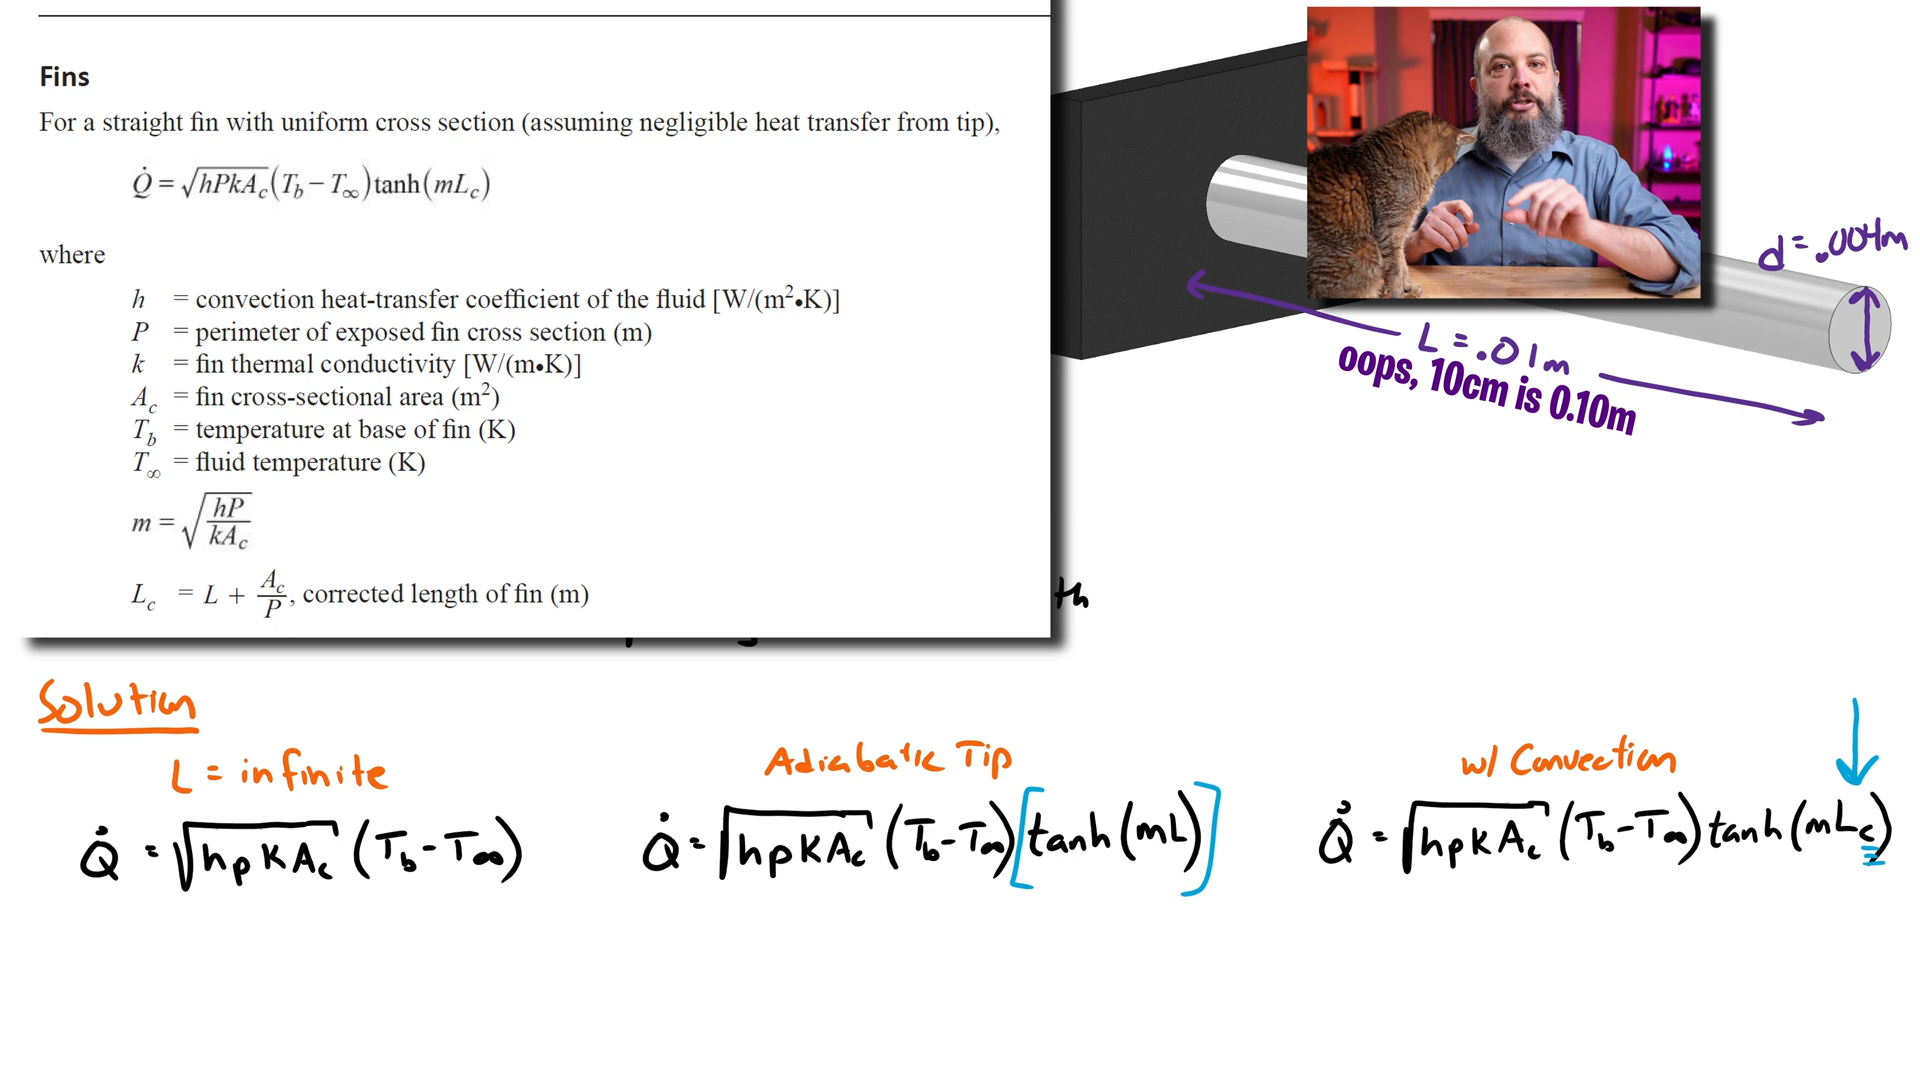 Fins
For a straight fin with uniform cross section (assuming negligible heat transfer from tip),
Q̇ = √hPkA_c (T_b − T_∞) tanh(mL_c)
where
h = convection heat-transfer coefficient of the fluid [W/(m²•K)]
P = perimeter of exposed fin cross section (m)
k = fin thermal conductivity [W/(m•K)]
A_c = fin cross-sectional area (m²)
T_b = temperature at base of fin (K)
T_∞ = fluid temperature (K)
m = √(hP/kA_c)
L_c = L + A_c/P, corrected length of fin (m)
d = .004m
L = .01m
oops, 10cm is 0.10m
th
Solution
L = infinite
Q̇ = √hpKA_c (T_b - T_∞)
Adiabatic Tip
Q̇ = √hpKA_c (T_b - T_∞) [tanh(mL)]
w/ Convection
Q̇ = √hpKA_c (T_b - T_∞) tanh(mL_c)